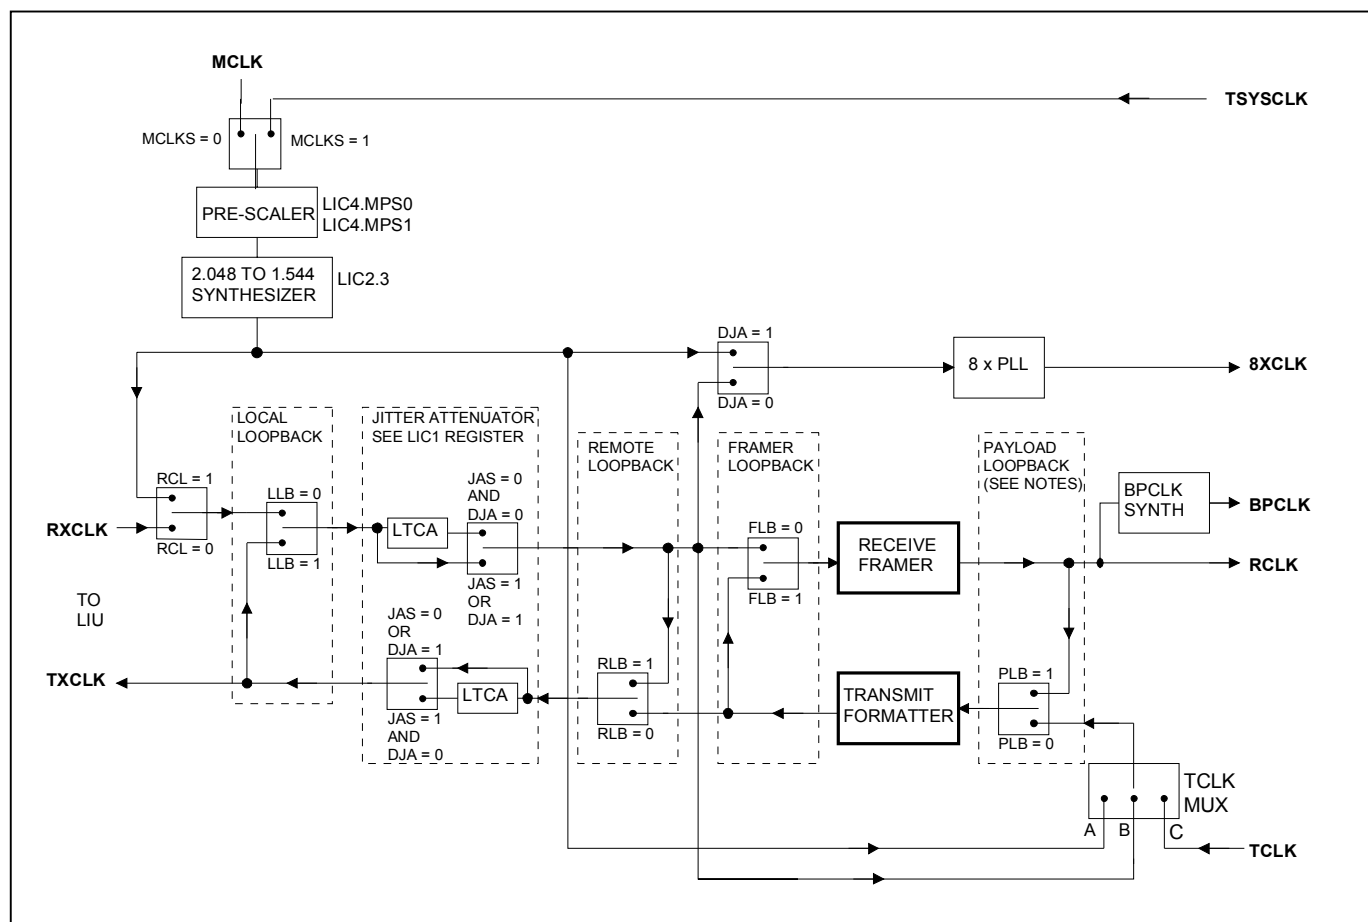 MCLK
TSYSCLK
MCLKS = 0
MCLKS = 1
PRE-SCALER
LIC4.MPS0
LIC4.MPS1
2.048 TO 1.544
SYNTHESIZER
LIC2.3
DJA = 1
8 x PLL
8XCLK
DJA = 0
LOCAL
LOOPBACK
JITTER ATTENUATOR
SEE LIC1 REGISTER
REMOTE
LOOPBACK
FRAMER
LOOPBACK
PAYLOAD
LOOPBACK
(SEE NOTES)
RCL = 1
LLB = 0
JAS = 0
AND
DJA = 0
BPCLK
SYNTH
BPCLK
RXCLK
LTCA
FLB = 0
RECEIVE
FRAMER
RCLK
RCL = 0
LLB = 1
JAS = 1
OR
DJA = 1
FLB = 1
TO
LIU
JAS = 0
OR
DJA = 1
TXCLK
RLB = 1
PLB = 1
LTCA
TRANSMIT
FORMATTER
JAS = 1
AND
DJA = 0
RLB = 0
PLB = 0
TCLK
MUX
A
B
C
TCLK